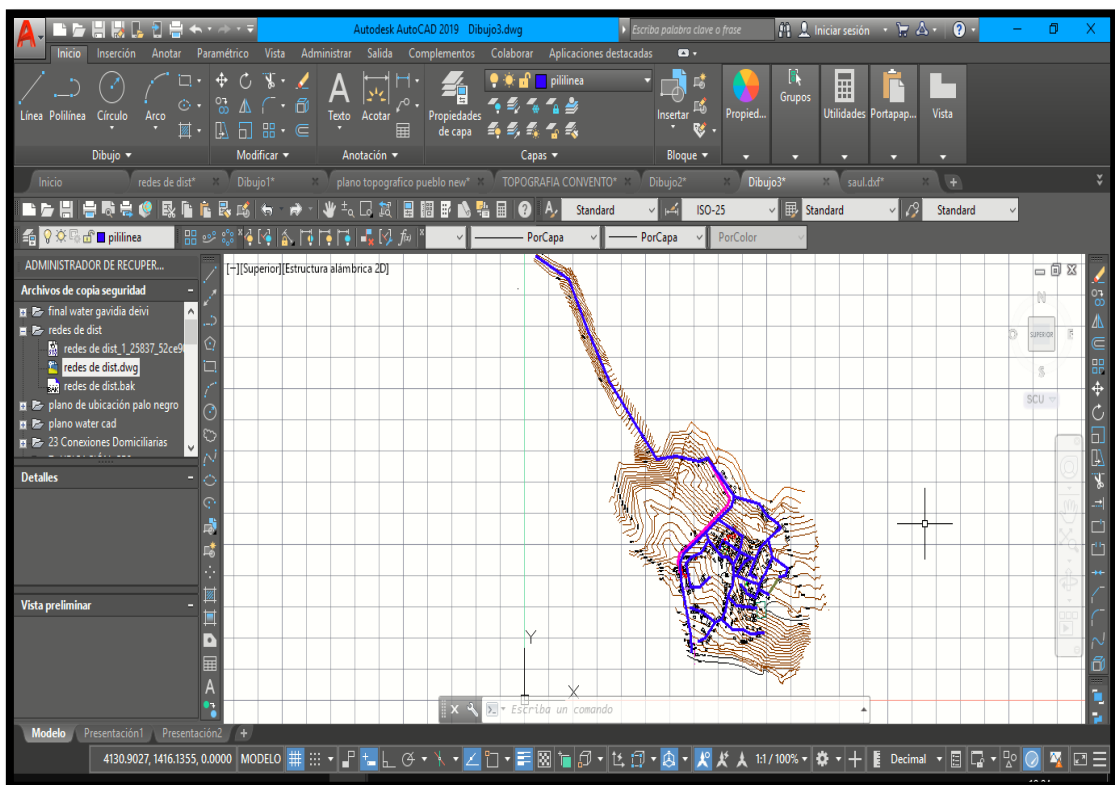 Autodesk AutoCAD 2019 Dibujo3.dwg
Escriba palabra clave o frase
Iniciar sesión
Inicio Inserción Anotar Paramétrico Vista Administrar Salida Complementos Colaborar Aplicaciones destacadas
pililinea
Línea Polilínea Círculo Arco
Texto Acotar
Propiedades de capa
Insertar
Propied...
Grupos
Utilidades Portapap... Vista
Dibujo Modificar Anotación Capas Bloque
Inicio redes de dist* Dibujo1* plano topografico pueblo new* TOPOGRAFIA CONVENTO* Dibujo2* Dibujo3* saul.dxf*
Standard ISO-25 Standard Standard
pililinea PorCapa PorCapa PorColor
ADMINISTRADOR DE RECUPER...
[−][Superior][Estructura alámbrica 2D]
Archivos de copia seguridad
final water gavidia deivi
redes de dist
redes de dist_1_25837_52ce9
redes de dist.dwg
redes de dist.bak
plano de ubicación palo negro
plano water cad
23 Conexiones Domiciliarias
Detalles
Vista preliminar
N
SUPERIOR
S
SCU
Y
X
Escriba un comando
Modelo Presentación1 Presentación2
4130.9027, 1416.1355, 0.0000 MODELO 1:1 / 100% Decimal